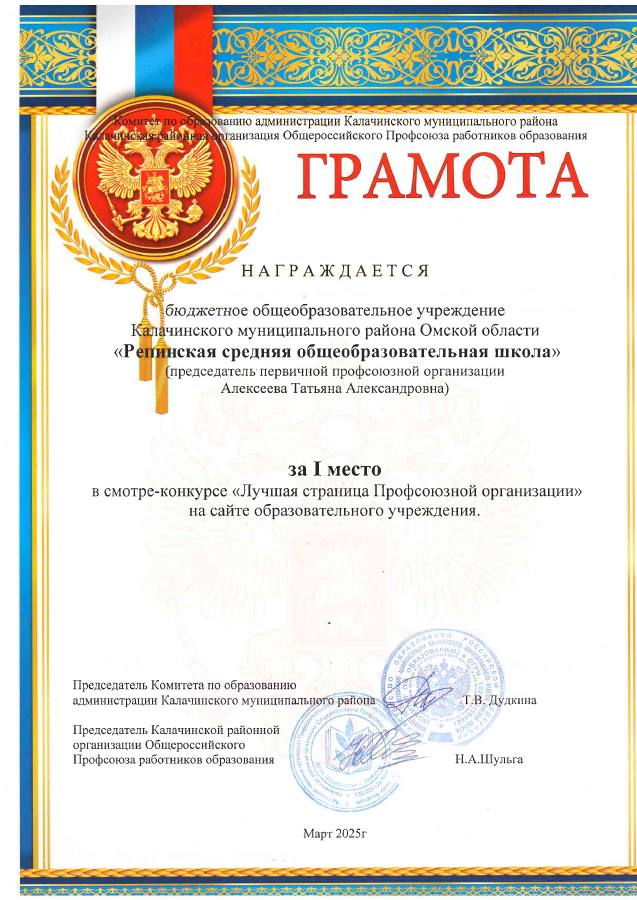 Комитет по образованию администрации Калачинского муниципального района
Калачинская районная организация Общероссийского Профсоюза работников образования
ГРАМОТА
НАГРАЖДАЕТСЯ
бюджетное общеобразовательное учреждение
Калачинского муниципального района Омской области
«Репинская средняя общеобразовательная школа»
(председатель первичной профсоюзной организации
Алексеева Татьяна Александровна)
за I место
в смотре-конкурсе «Лучшая страница Профсоюзной организации»
на сайте образовательного учреждения.
Председатель Комитета по образованию
администрации Калачинского муниципального района
Т.В. Дудкина
Председатель Калачинской районной
организации Общероссийского
Профсоюза работников образования
Н.А.Шульга
Март 2025г